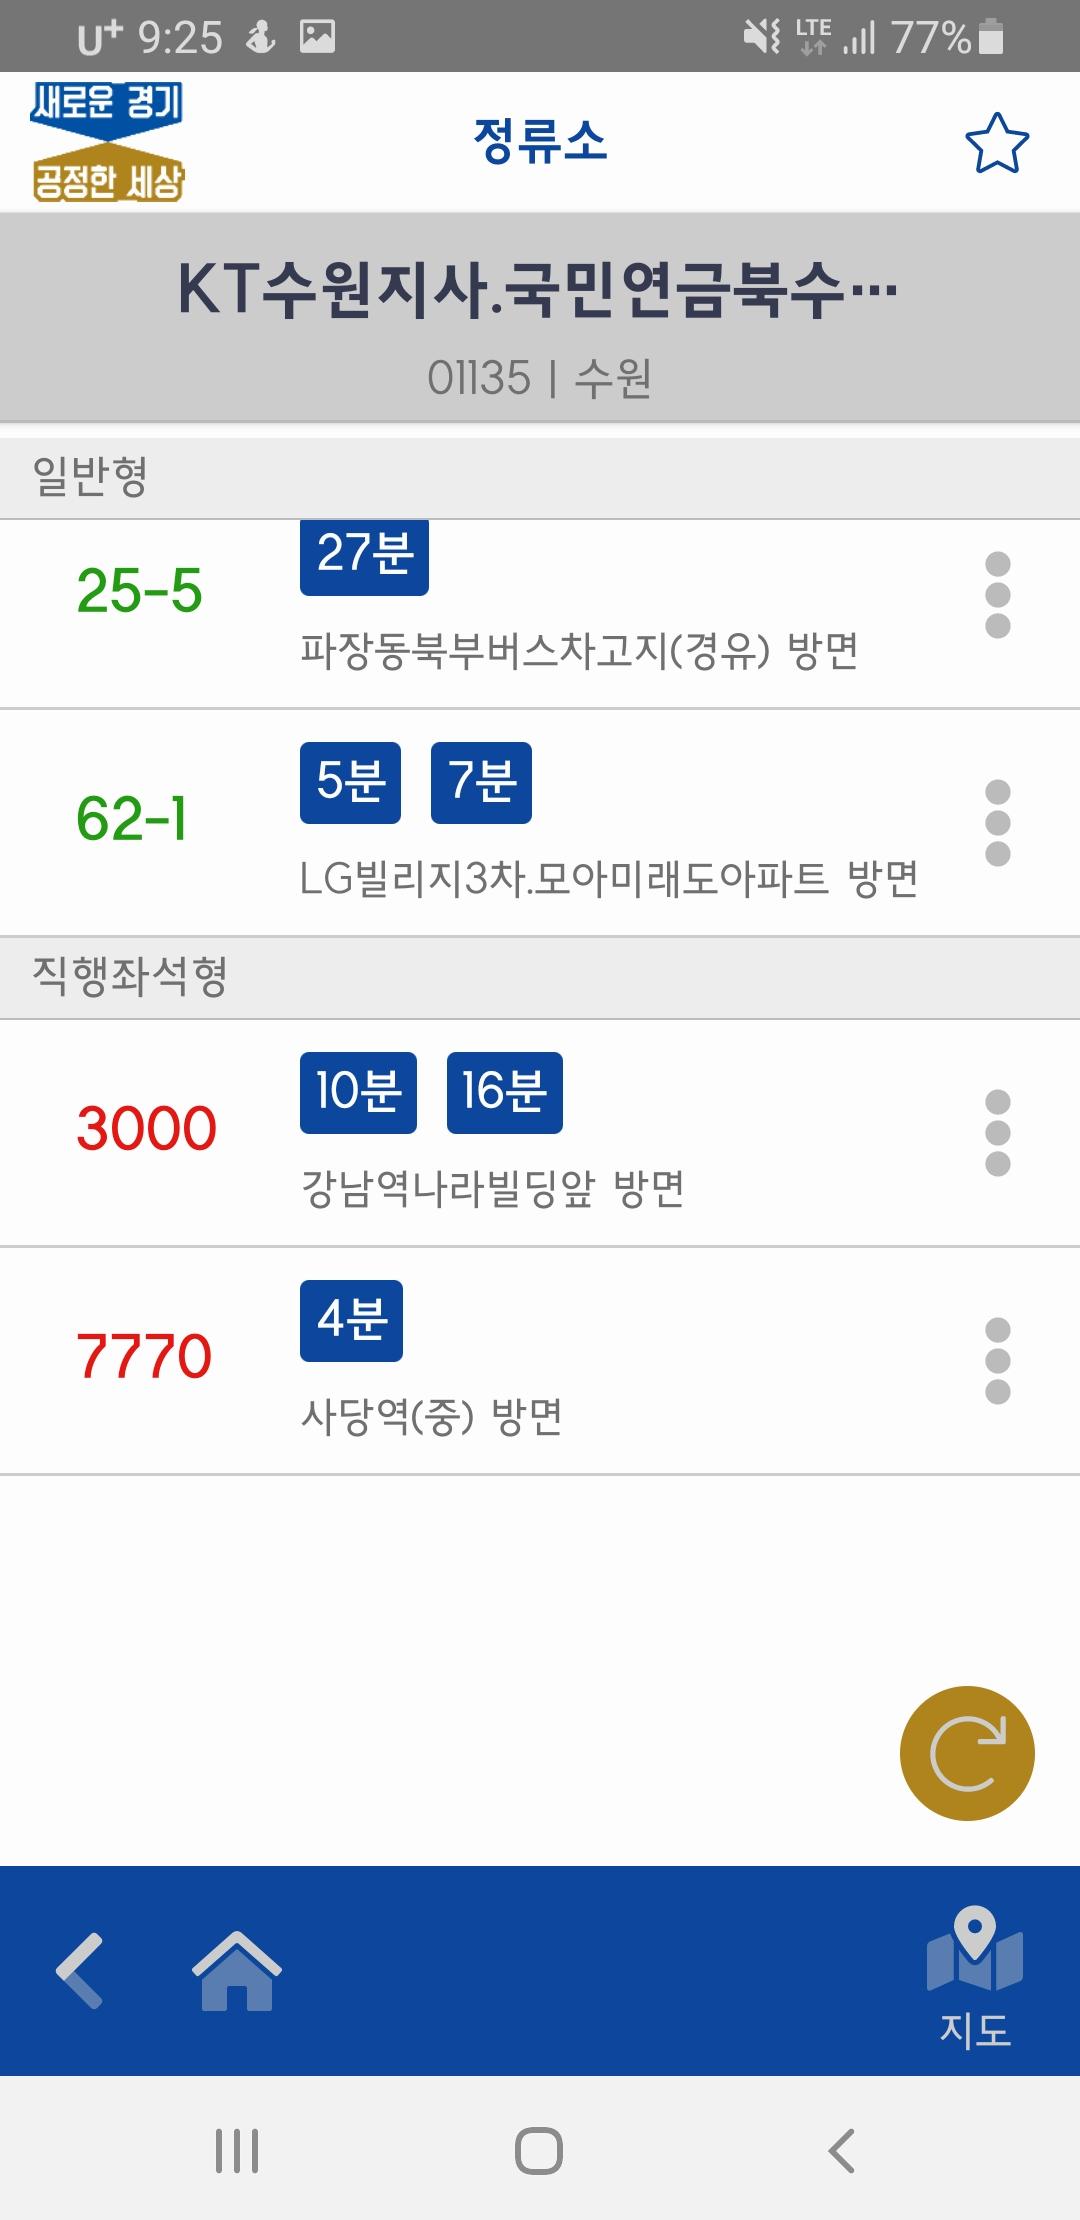 U+ 9:25 LTE 77%
새로운 경기
공정한 세상
정류소
KT수원지사.국민연금북수…
01135 | 수원
일반형
27분
25-5
파장동북부버스차고지(경유) 방면
5분 7분
62-1
LG빌리지3차.모아미래도아파트 방면
직행좌석형
10분 16분
3000
강남역나라빌딩앞 방면
4분
7770
사당역(중) 방면
지도